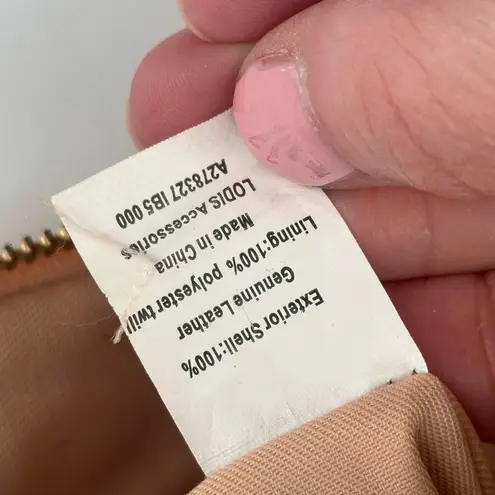 Exterior Shell:100%
Genuine Leather
Lining:100% polyester twill
Made in China
LODIS Accessories
A278327 IB5 000